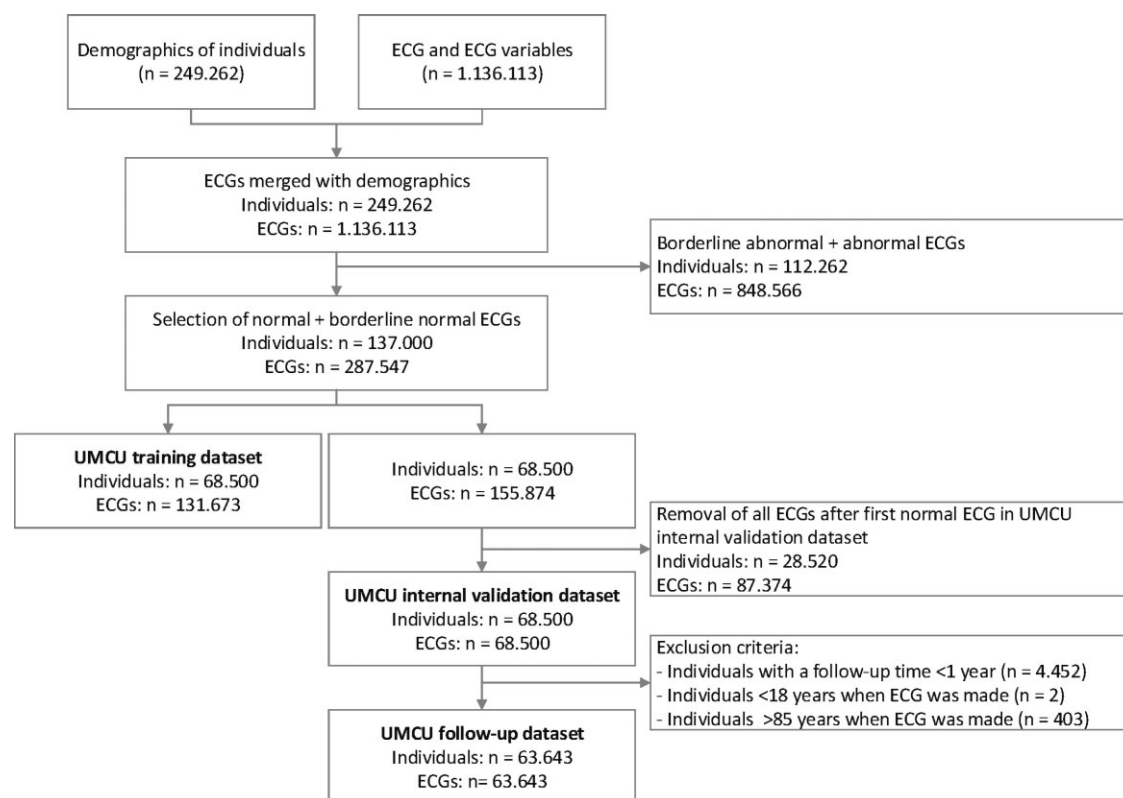 Demographics of individuals
(n = 249.262)
ECG and ECG variables
(n = 1.136.113)
ECGs merged with demographics
Individuals: n = 249.262
ECGs: n = 1.136.113
Borderline abnormal + abnormal ECGs
Individuals: n = 112.262
ECGs: n = 848.566
Selection of normal + borderline normal ECGs
Individuals: n = 137.000
ECGs: n = 287.547
UMCU training dataset
Individuals: n = 68.500
ECGs: n = 131.673
Individuals: n = 68.500
ECGs: n = 155.874
Removal of all ECGs after first normal ECG in UMCU
internal validation dataset
Individuals: n = 28.520
ECGs: n = 87.374
UMCU internal validation dataset
Individuals: n = 68.500
ECGs: n = 68.500
Exclusion criteria:
- Individuals with a follow-up time <1 year (n = 4.452)
- Individuals <18 years when ECG was made (n = 2)
- Individuals  >85 years when ECG was made (n = 403)
UMCU follow-up dataset
Individuals: n = 63.643
ECGs: n= 63.643